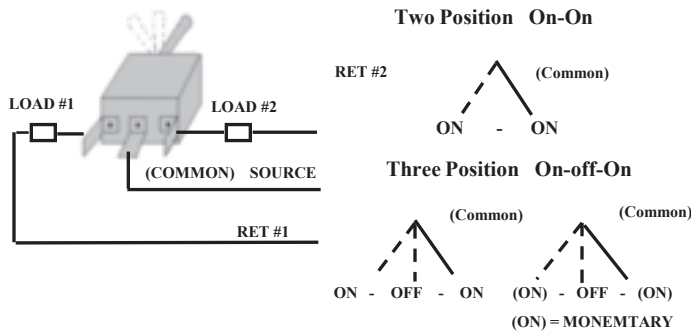 Two Position On-On
RET #2
(Common)
LOAD #1
LOAD #2
ON - ON
(COMMON) SOURCE
Three Position On-off-On
RET #1
(Common)
(Common)
ON - OFF - ON
(ON) - OFF - (ON)
(ON) = MONEMTARY